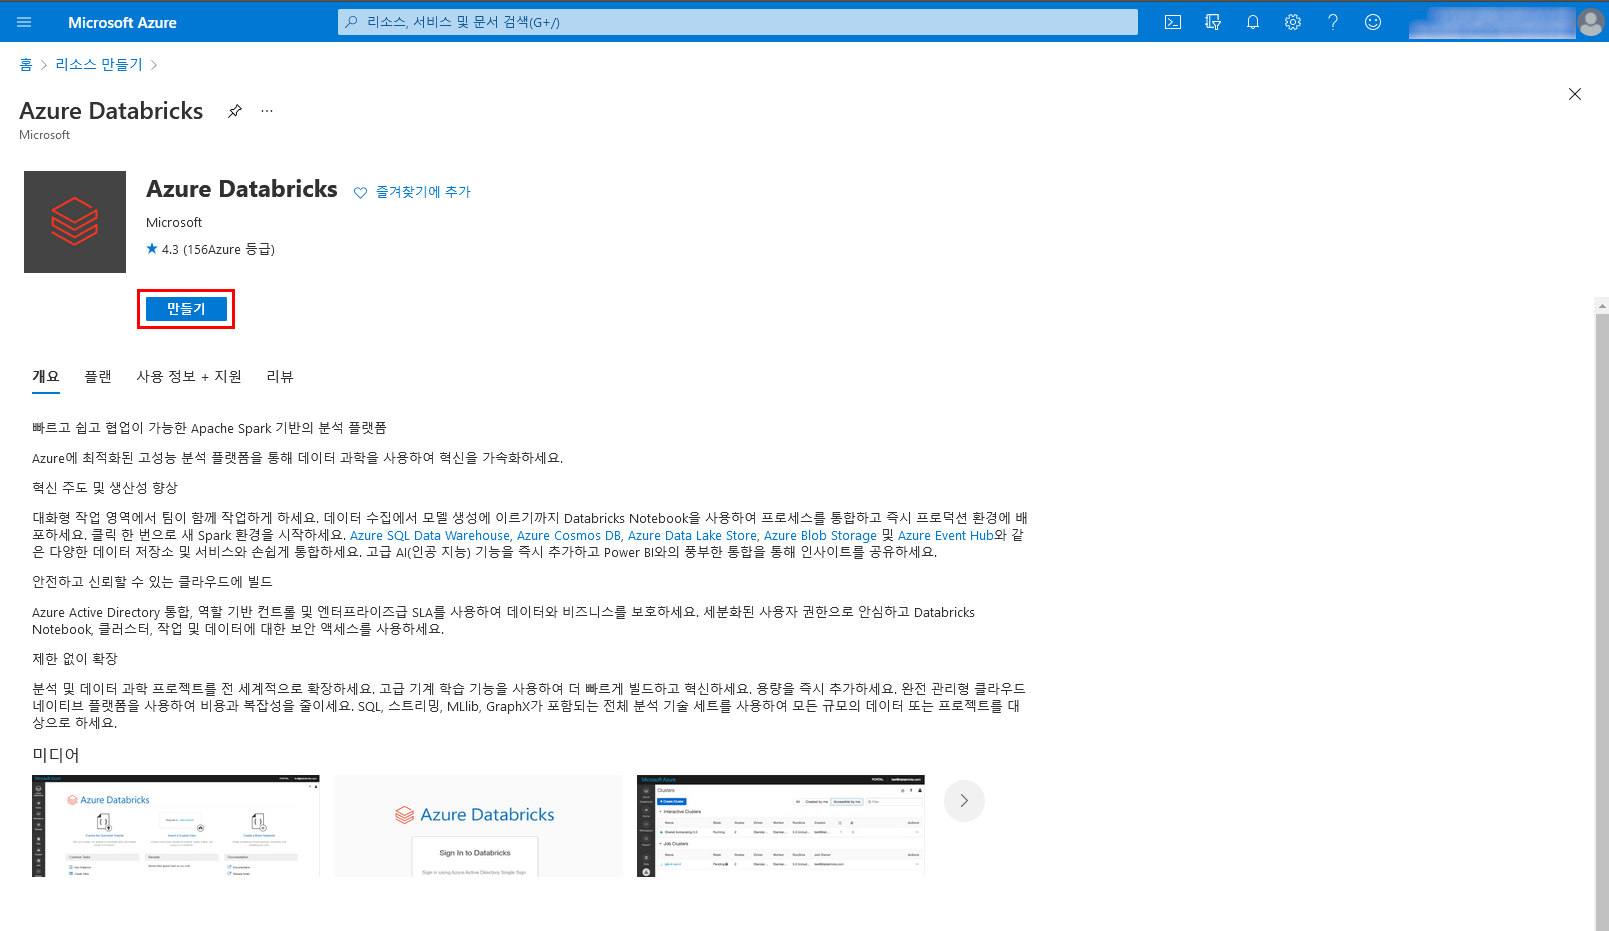 Microsoft Azure
리소스, 서비스 및 문서 검색(G+/)
홈 > 리소스 만들기 >
Azure Databricks
Microsoft
Azure Databricks
즐겨찾기에 추가
Microsoft
★ 4.3 (156Azure 등급)
만들기
개요 플랜 사용 정보 + 지원 리뷰
빠르고 쉽고 협업이 가능한 Apache Spark 기반의 분석 플랫폼
Azure에 최적화된 고성능 분석 플랫폼을 통해 데이터 과학을 사용하여 혁신을 가속화하세요.
혁신 주도 및 생산성 향상
대화형 작업 영역에서 팀이 함께 작업하게 하세요. 데이터 수집에서 모델 생성에 이르기까지 Databricks Notebook을 사용하여 프로세스를 통합하고 즉시 프로덕션 환경에 배
포하세요. 클릭 한 번으로 새 Spark 환경을 시작하세요. Azure SQL Data Warehouse, Azure Cosmos DB, Azure Data Lake Store, Azure Blob Storage 및 Azure Event Hub와 같
은 다양한 데이터 저장소 및 서비스와 손쉽게 통합하세요. 고급 AI(인공 지능) 기능을 즉시 추가하고 Power BI와의 풍부한 통합을 통해 인사이트를 공유하세요.
안전하고 신뢰할 수 있는 클라우드에 빌드
Azure Active Directory 통합, 역할 기반 컨트롤 및 엔터프라이즈급 SLA를 사용하여 데이터와 비즈니스를 보호하세요. 세분화된 사용자 권한으로 안심하고 Databricks
Notebook, 클러스터, 작업 및 데이터에 대한 보안 액세스를 사용하세요.
제한 없이 확장
분석 및 데이터 과학 프로젝트를 전 세계적으로 확장하세요. 고급 기계 학습 기능을 사용하여 더 빠르게 빌드하고 혁신하세요. 용량을 즉시 추가하세요. 완전 관리형 클라우드
네이티브 플랫폼을 사용하여 비용과 복잡성을 줄이세요. SQL, 스트리밍, MLlib, GraphX가 포함되는 전체 분석 기술 세트를 사용하여 모든 규모의 데이터 또는 프로젝트를 대
상으로 하세요.
미디어
Azure Databricks
Azure Databricks
Sign In to Databricks
Sign in using Azure Active Directory Single Sign
Microsoft Azure
Clusters
Create Cluster
Interactive Clusters
Job Clusters